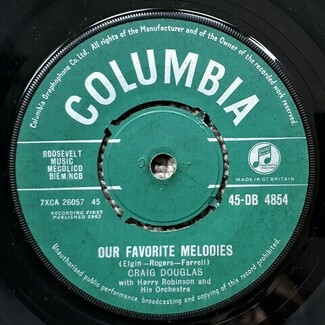 All rights of the Manufacturer and of the Owner of the recorded work reserved.
Columbia Graphophone Co. Ltd.
COLUMBIA
ROOSEVELT
MUSIC
MECOLICO
BIEM/NCB
7XCA 26057 45
RECORDING FIRST
PUBLISHED 1962
MADE IN GT. BRITAIN
45-DB 4854
OUR FAVORITE MELODIES
(Elgin–Rogers–Farrell)
CRAIG DOUGLAS
with Harry Robinson and
His Orchestra
Unauthorised public performance, broadcasting and copying of this record prohibited.